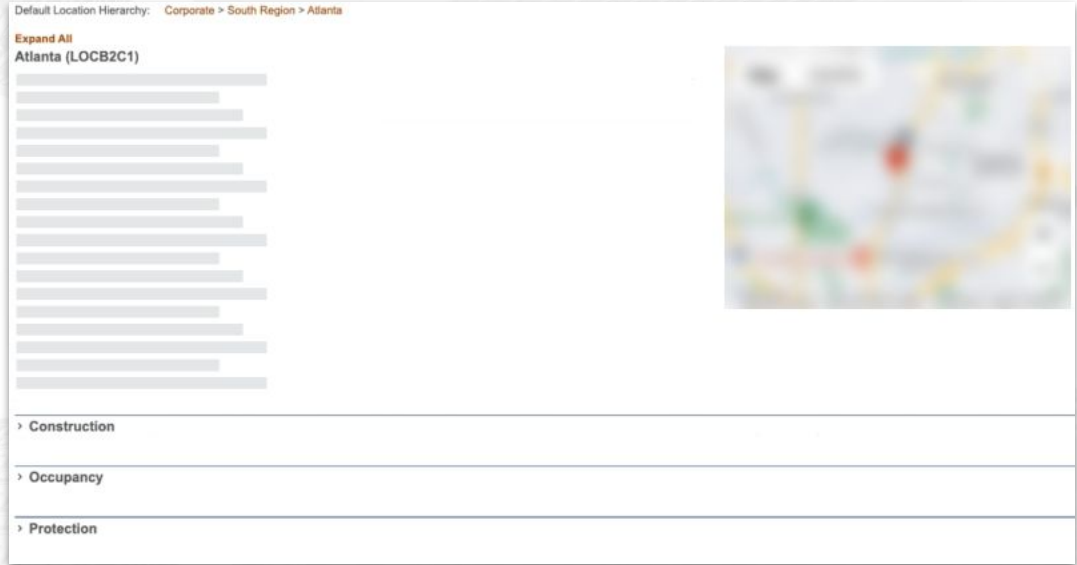 Default Location Hierarchy: Corporate > South Region > Atlanta
Expand All
Atlanta (LOCB2C1)
> Construction
> Occupancy
> Protection